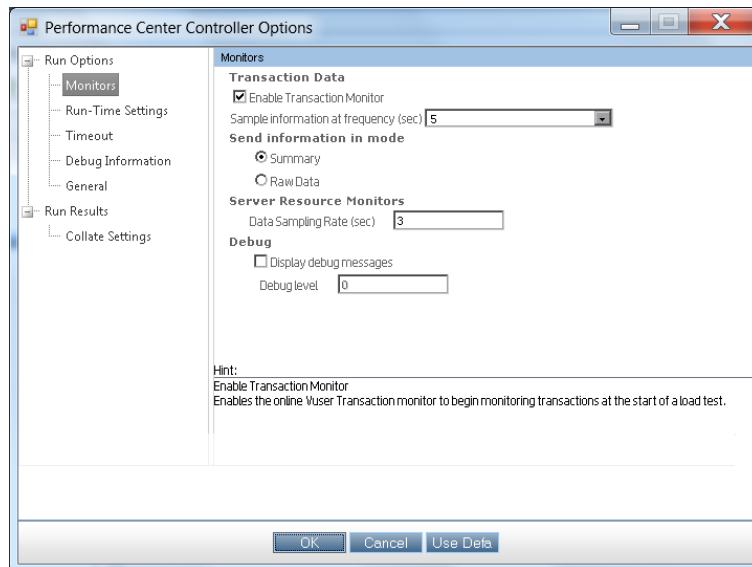 Performance Center Controller Options
Run Options
Monitors
Run-Time Settings
Timeout
Debug Information
General
Run Results
Collate Settings
Monitors
Transaction Data
Enable Transaction Monitor
Sample information at frequency (sec) 5
Send information in mode
Summary
Raw Data
Server Resource Monitors
Data Sampling Rate (sec) 3
Debug
Display debug messages
Debug level 0
Hint:
Enable Transaction Monitor
Enables the online Vuser Transaction monitor to begin monitoring transactions at the start of a load test.
OK Cancel Use Defa